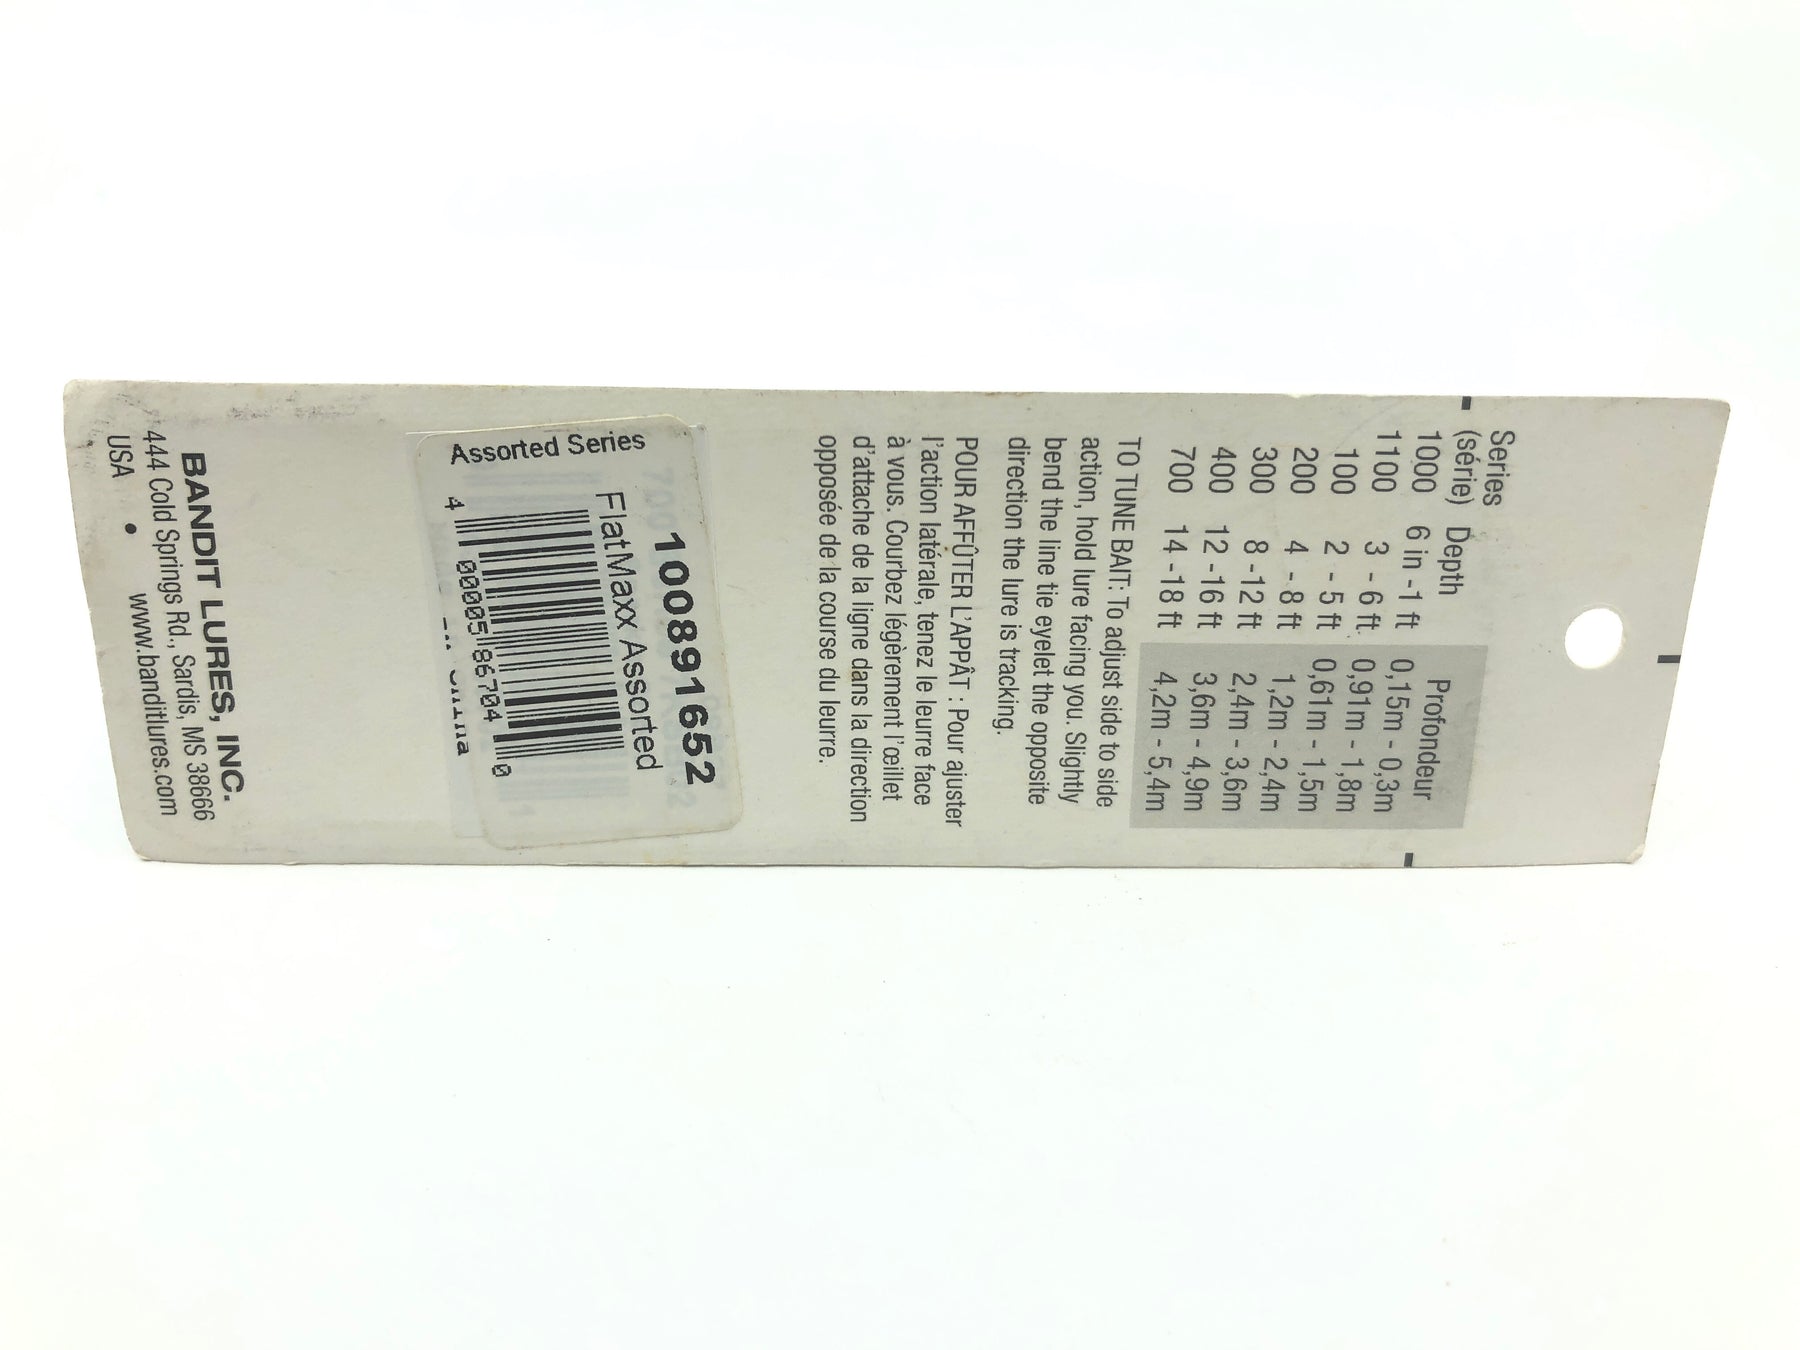 Series
(série) Depth Profondeur
1000 6 in -1 ft 0,15m - 0,3m
1100 3 - 6 ft 0,91m - 1,8m
100 2 - 5 ft 0,61m - 1,5m
200 4 - 8 ft 1,2m - 2,4m
300 8 -12 ft 2,4m - 3,6m
400 12 -16 ft 3,6m - 4,9m
700 14 -18 ft 4,2m - 5,4m
TO TUNE BAIT: To adjust side to side
action, hold lure facing you. Slightly
bend the line tie eyelet the opposite
direction the lure is tracking.
POUR AFFÛTER L'APPÂT : Pour ajuster
l'action latérale, tenez le leurre face
à vous. Courbez légèrement l'œillet
d'attache de la ligne dans la direction
opposée de la course du leurre.
100891652
FlatMaxx Assorted
Assorted Series
4 00005 86704 0
China
BANDIT LURES, INC.
444 Cold Springs Rd., Sardis, MS 38666
USA • www.banditlures.com